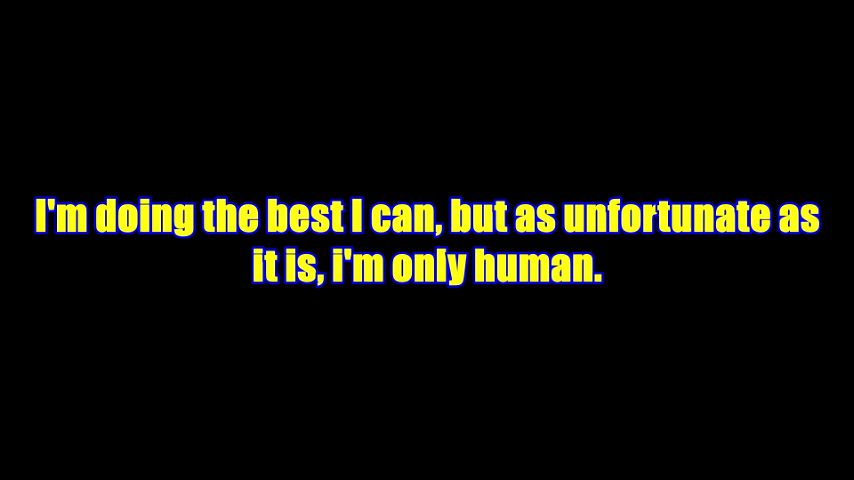 I'm doing the best I can, but as unfortunate as
it is, i'm only human.